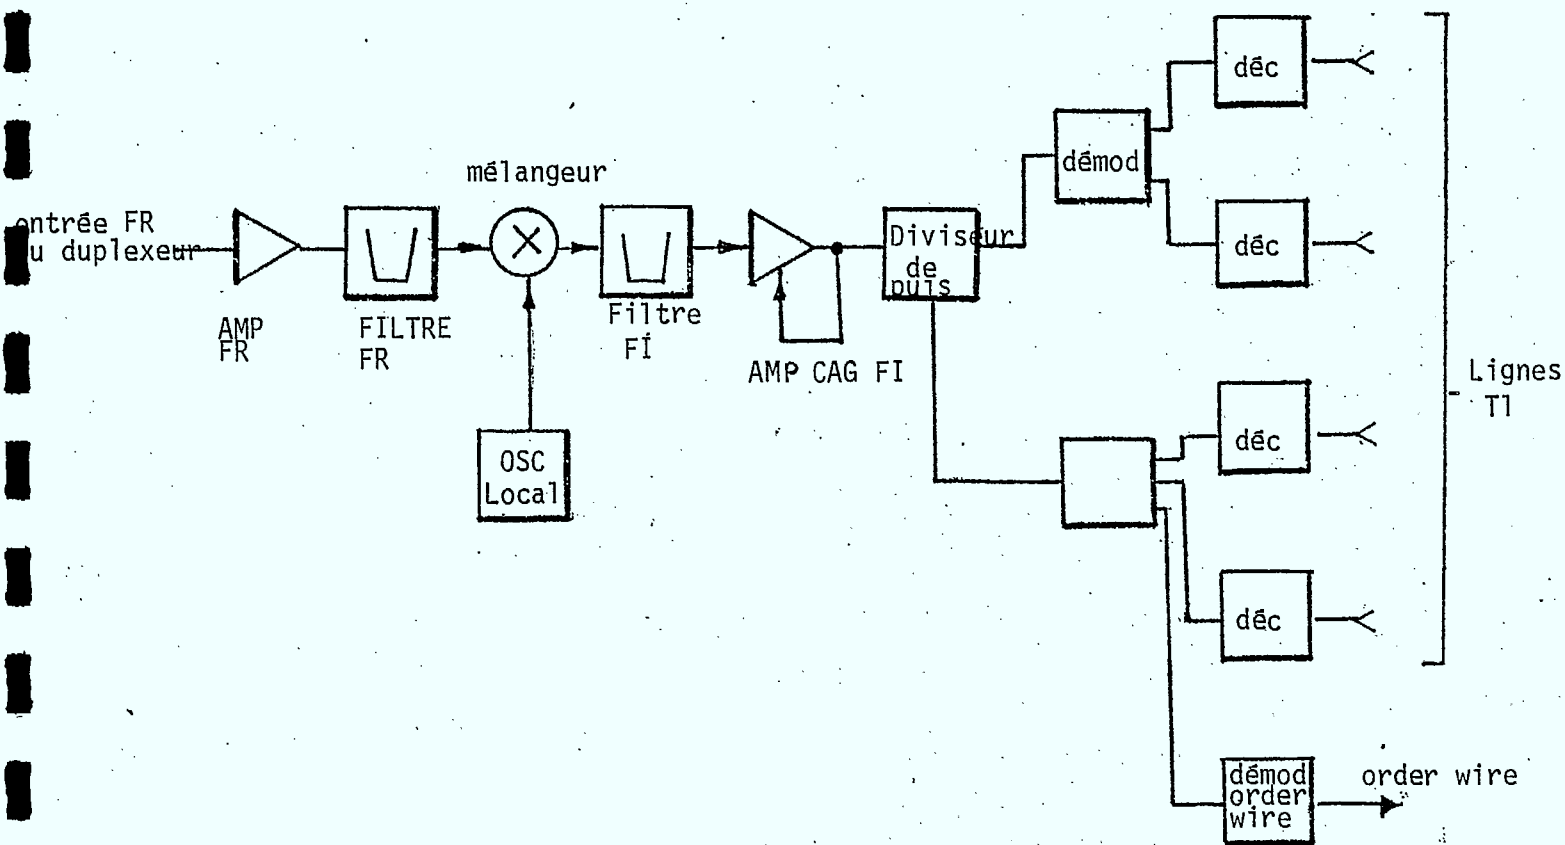 entrée FR
du duplexeur
AMP
FR
FILTRE
FR
mélangeur
OSC
Local
Filtre
FI
AMP CAG FI
Diviseur
de
puis
démod
déc
déc
déc
déc
démod
order
wire
order wire
Lignes
T1